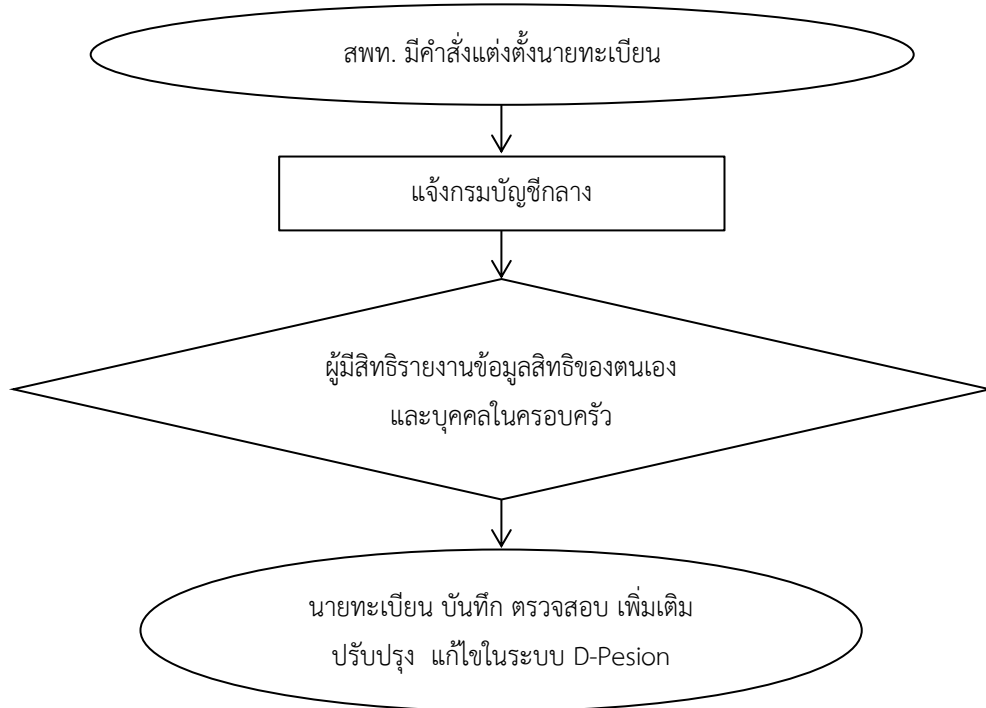 สพท. มีคำสั่งแต่งตั้งนายทะเบียน
แจ้งกรมบัญชีกลาง
ผู้มีสิทธิรายงานข้อมูลสิทธิของตนเอง
และบุคคลในครอบครัว
นายทะเบียน บันทึก ตรวจสอบ เพิ่มเติม
ปรับปรุง  แก้ไขในระบบ D-Pesion